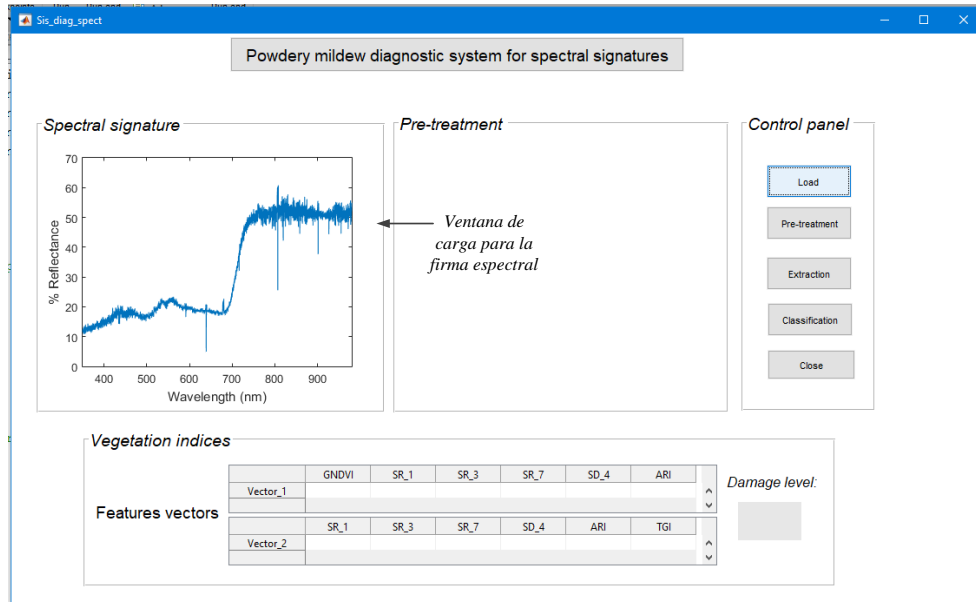 Sis_diag_spect
Powdery mildew diagnostic system for spectral signatures
Spectral signature
Pre-treatment
Control panel
70
60
50
40
30
20
10
0
% Reflectance
400 500 600 700 800 900
Wavelength (nm)
Ventana de
carga para la
firma espectral
Load
Pre-treatment
Extraction
Classification
Close
Vegetation indices
Features vectors
GNDVI SR_1 SR_3 SR_7 SD_4 ARI
Vector_1
SR_1 SR_3 SR_7 SD_4 ARI TGI
Vector_2
Damage level: